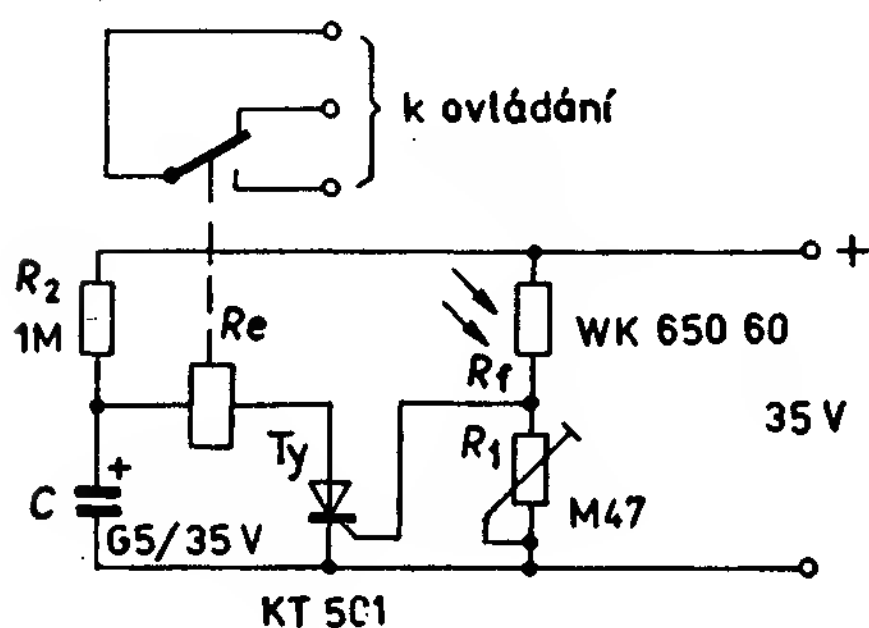 k ovládání
+
R2
1M
Re
Rf
WK 650 60
35 V
Ty
R1
M47
C
+
G5/35 V
KT 501